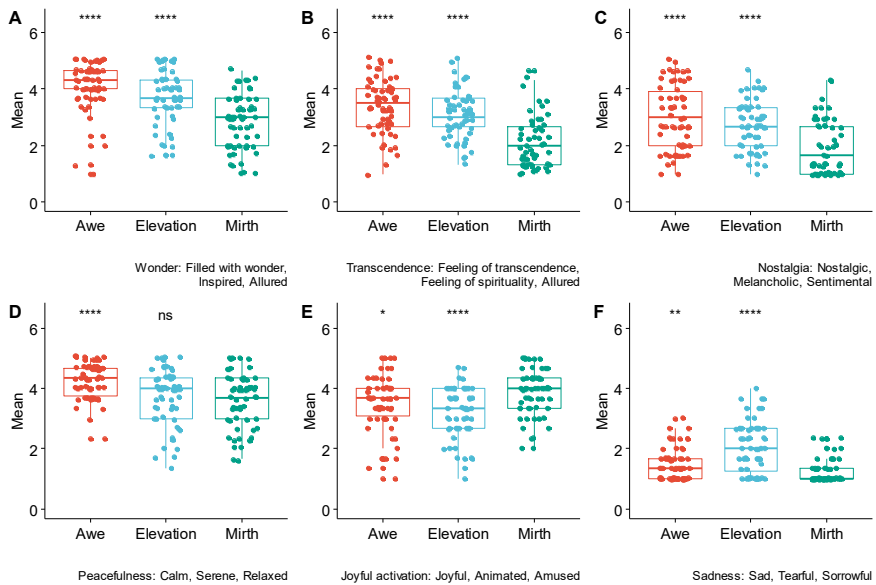 A
B
C
**** ****
**** ****
**** ****
6
4
2
0
Mean
6
4
2
0
Mean
6
4
2
0
Mean
Awe Elevation Mirth
Awe Elevation Mirth
Awe Elevation Mirth
Wonder: Filled with wonder,
Inspired, Allured
Transcendence: Feeling of transcendence,
Feeling of spirituality, Allured
Nostalgia: Nostalgic,
Melancholic, Sentimental
D
E
F
**** ns
* ****
** ****
6
4
2
0
Mean
6
4
2
0
Mean
6
4
2
0
Mean
Awe Elevation Mirth
Awe Elevation Mirth
Awe Elevation Mirth
Peacefulness: Calm, Serene, Relaxed
Joyful activation: Joyful, Animated, Amused
Sadness: Sad, Tearful, Sorrowful